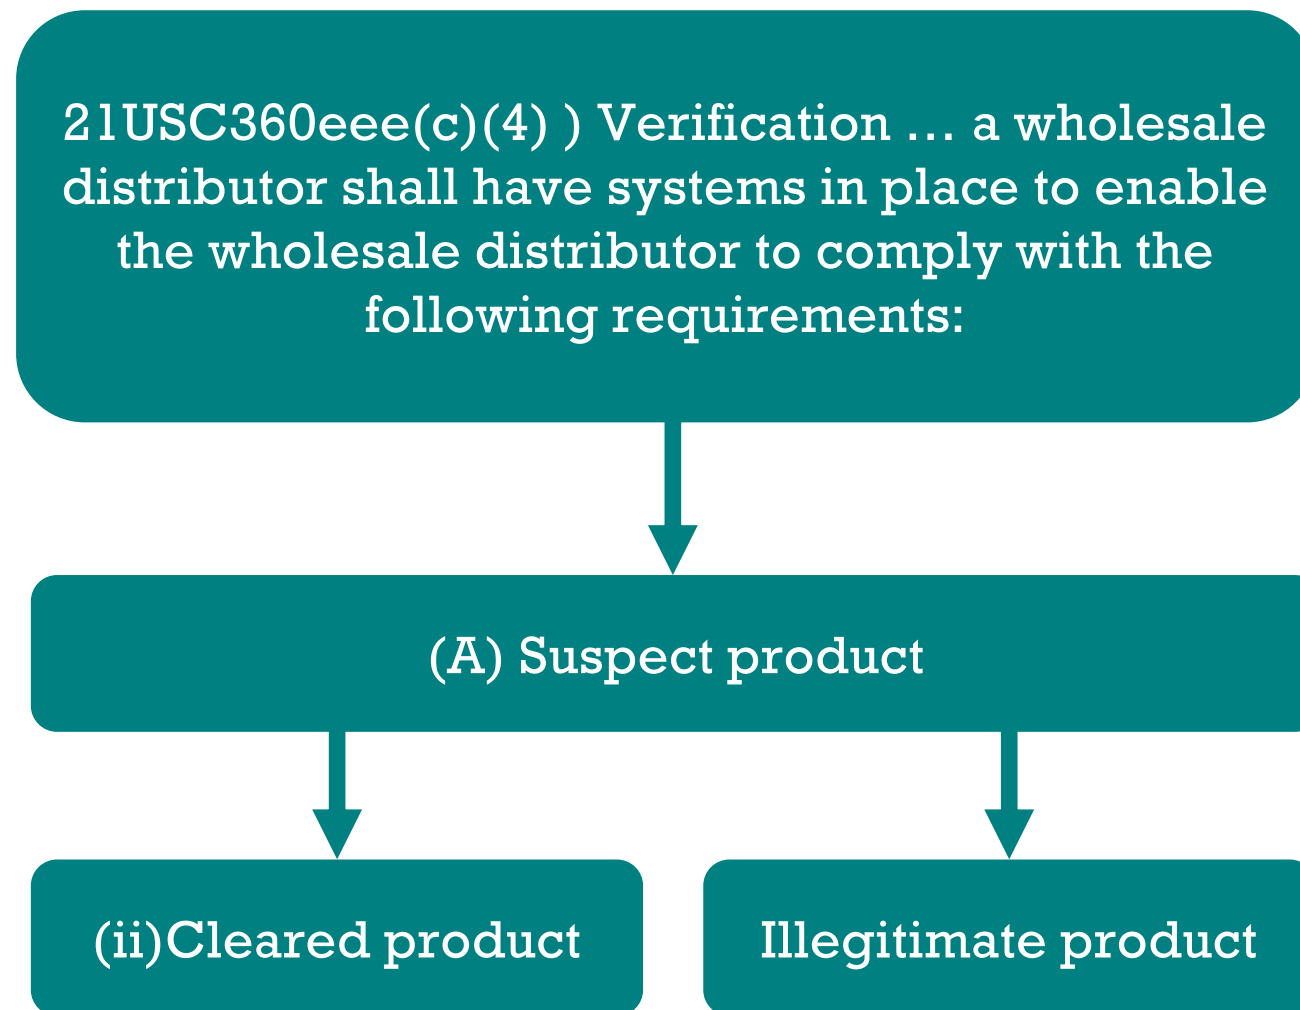 21USC360eee(c)(4) ) Verification … a wholesale
distributor shall have systems in place to enable
the wholesale distributor to comply with the
following requirements:
(A) Suspect product
(ii)Cleared product
Illegitimate product